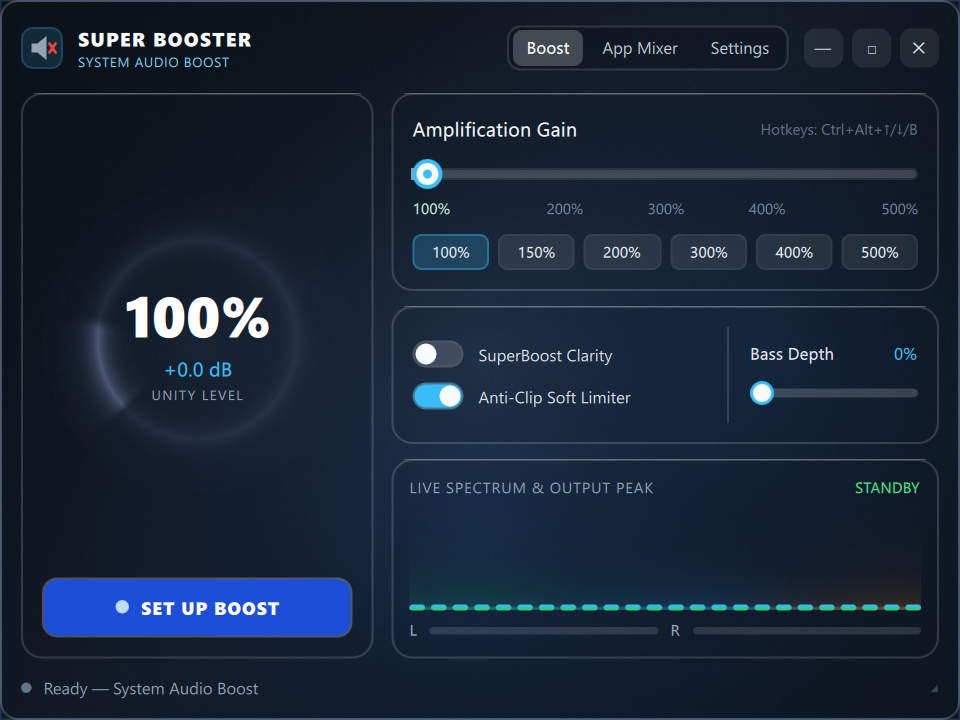 SUPER BOOSTER
SYSTEM AUDIO BOOST
Boost App Mixer Settings
100%
+0.0 dB
UNITY LEVEL
SET UP BOOST
Amplification Gain Hotkeys: Ctrl+Alt+↑/↓/B
100% 200% 300% 400% 500%
100% 150% 200% 300% 400% 500%
SuperBoost Clarity
Anti-Clip Soft Limiter
Bass Depth 0%
LIVE SPECTRUM & OUTPUT PEAK STANDBY
L R
Ready — System Audio Boost